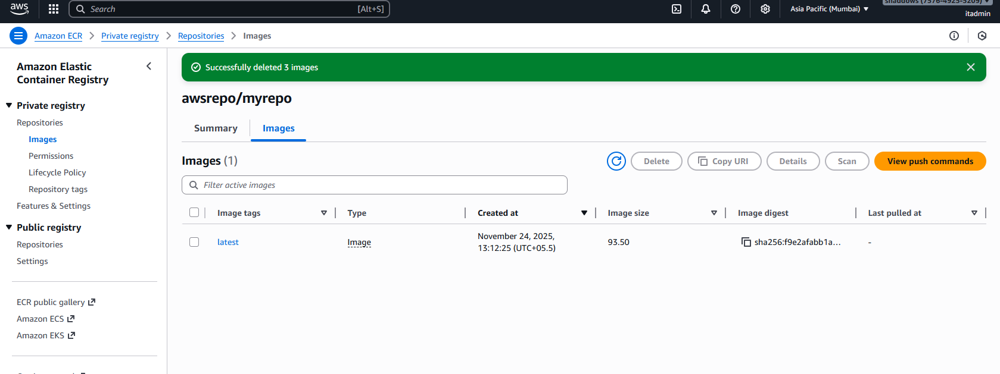 aws
Search [Alt+S]
Asia Pacific (Mumbai)
itadmin
Amazon ECR > Private registry > Repositories > Images
Amazon Elastic
Container Registry
Private registry
Repositories
Images
Permissions
Lifecycle Policy
Repository tags
Features & Settings
Public registry
Repositories
Settings
ECR public gallery
Amazon ECS
Amazon EKS
Successfully deleted 3 images
awsrepo/myrepo
Summary Images
Images (1)
Delete Copy URI Details Scan View push commands
Filter active images
Image tags Type Created at Image size Image digest Last pulled at
latest Image November 24, 2025, 93.50 sha256:f9e2afabb1a... -
13:12:25 (UTC+05.5)